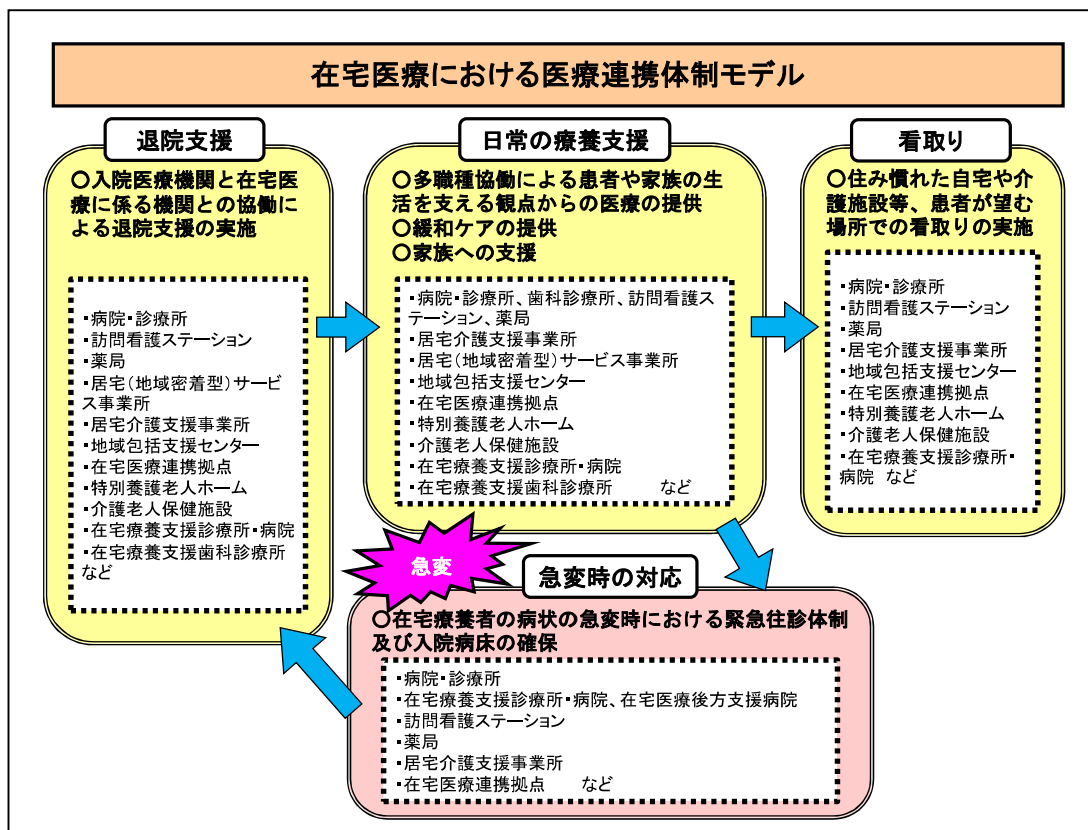 在宅医療における医療連携体制モデル
退院支援
○入院医療機関と在宅医
療に係る機関との協働に
よる退院支援の実施
・病院・診療所
・訪問看護ステーション
・薬局
・居宅(地域密着型)サービ
ス事業所
・居宅介護支援事業所
・地域包括支援センター
・在宅医療連携拠点
・特別養護老人ホーム
・介護老人保健施設
・在宅療養支援診療所・病院
・在宅療養支援歯科診療所
など
日常の療養支援
○多職種協働による患者や家族の生
活を支える観点からの医療の提供
○緩和ケアの提供
○家族への支援
・病院・診療所、歯科診療所、訪問看護ス
テーション、薬局
・居宅介護支援事業所
・居宅(地域密着型)サービス事業所
・地域包括支援センター
・在宅医療連携拠点
・特別養護老人ホーム
・介護老人保健施設
・在宅療養支援診療所・病院
・在宅療養支援歯科診療所 など
看取り
○住み慣れた自宅や介
護施設等、患者が望む
場所での看取りの実施
・病院・診療所
・訪問看護ステーション
・薬局
・居宅介護支援事業所
・地域包括支援センター
・在宅医療連携拠点
・特別養護老人ホーム
・介護老人保健施設
・在宅療養支援診療所・
病院 など
急変
急変時の対応
○在宅療養者の病状の急変時における緊急往診体制
及び入院病床の確保
・病院・診療所
・在宅療養支援診療所・病院、在宅医療後方支援病院
・訪問看護ステーション
・薬局
・居宅介護支援事業所
・在宅医療連携拠点 など